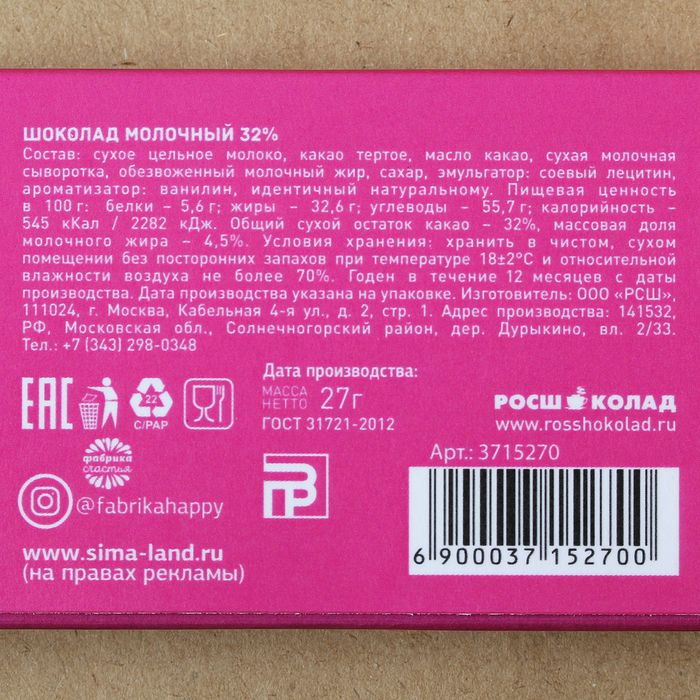 ШОКОЛАД МОЛОЧНЫЙ 32%
Состав: сухое цельное молоко, какао тертое, масло какао, сухая молочная
сыворотка, обезвоженный молочный жир, сахар, эмульгатор: соевый лецитин,
ароматизатор: ванилин, идентичный натуральному. Пищевая ценность
в 100 г: белки – 5,6 г; жиры – 32,6 г; углеводы – 55,7 г; калорийность –
545 кКал / 2282 кДж. Общий сухой остаток какао – 32%, массовая доля
молочного жира – 4,5%. Условия хранения: хранить в чистом, сухом
помещении без посторонних запахов при температуре 18±2°С и относительной
влажности воздуха не более 70%. Годен в течение 12 месяцев с даты
производства. Дата производства указана на упаковке. Изготовитель: ООО «РСШ»,
111024, г. Москва, Кабельная 4-я ул., д. 2, стр. 1. Адрес производства: 141532,
РФ, Московская обл., Солнечногорский район, дер. Дурыкино, вл. 2/33.
Тел.: +7 (343) 298-0348
EAC
22
C/PAP
Дата производства:
МАССА
НЕТТО 27г
ГОСТ 31721-2012
РОСШОКОЛАД
www.rosshokolad.ru
фабрика
счастья
@fabrikahappy
www.sima-land.ru
(на правах рекламы)
Арт.: 3715270
6 900037 152700